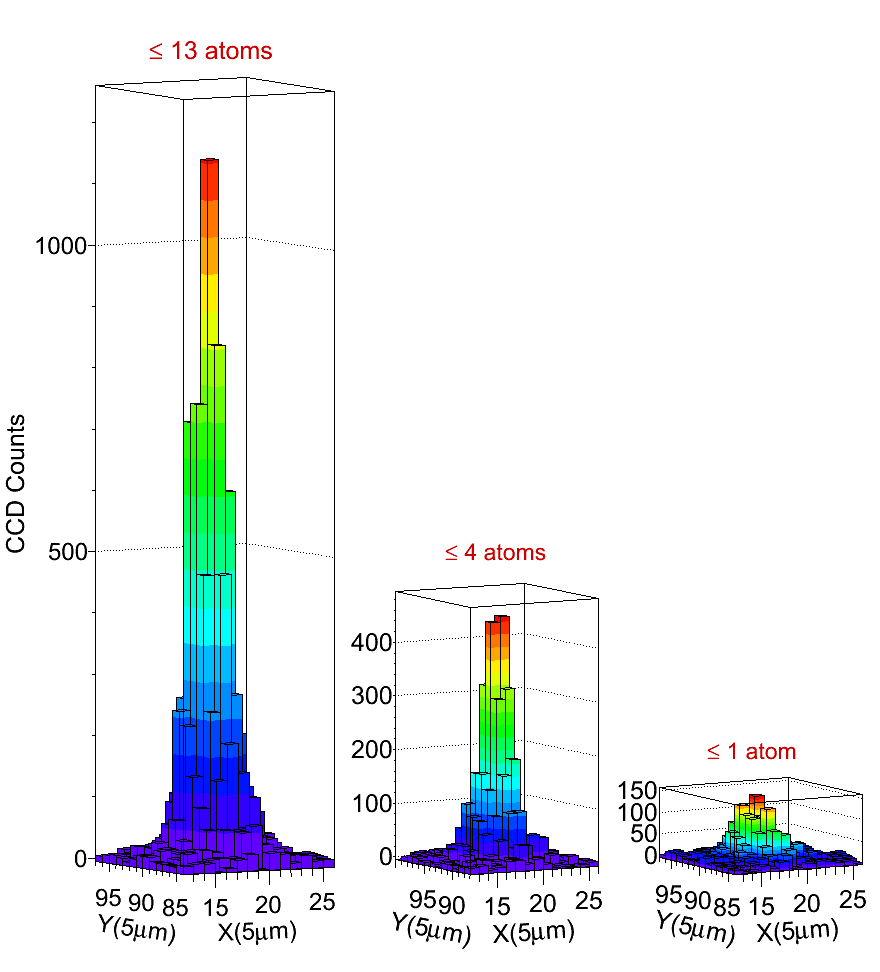 ≤ 13 atoms
1000
500
0
CCD Counts
95 90 85 15 20 25
Y(5μm) X(5μm)
≤ 4 atoms
400
300
200
100
0
95 90 15 20 25
Y(5μm) X(5μm)
≤ 1 atom
150
100
50
0
95 90 85 15 20 25
Y(5μm) X(5μm)